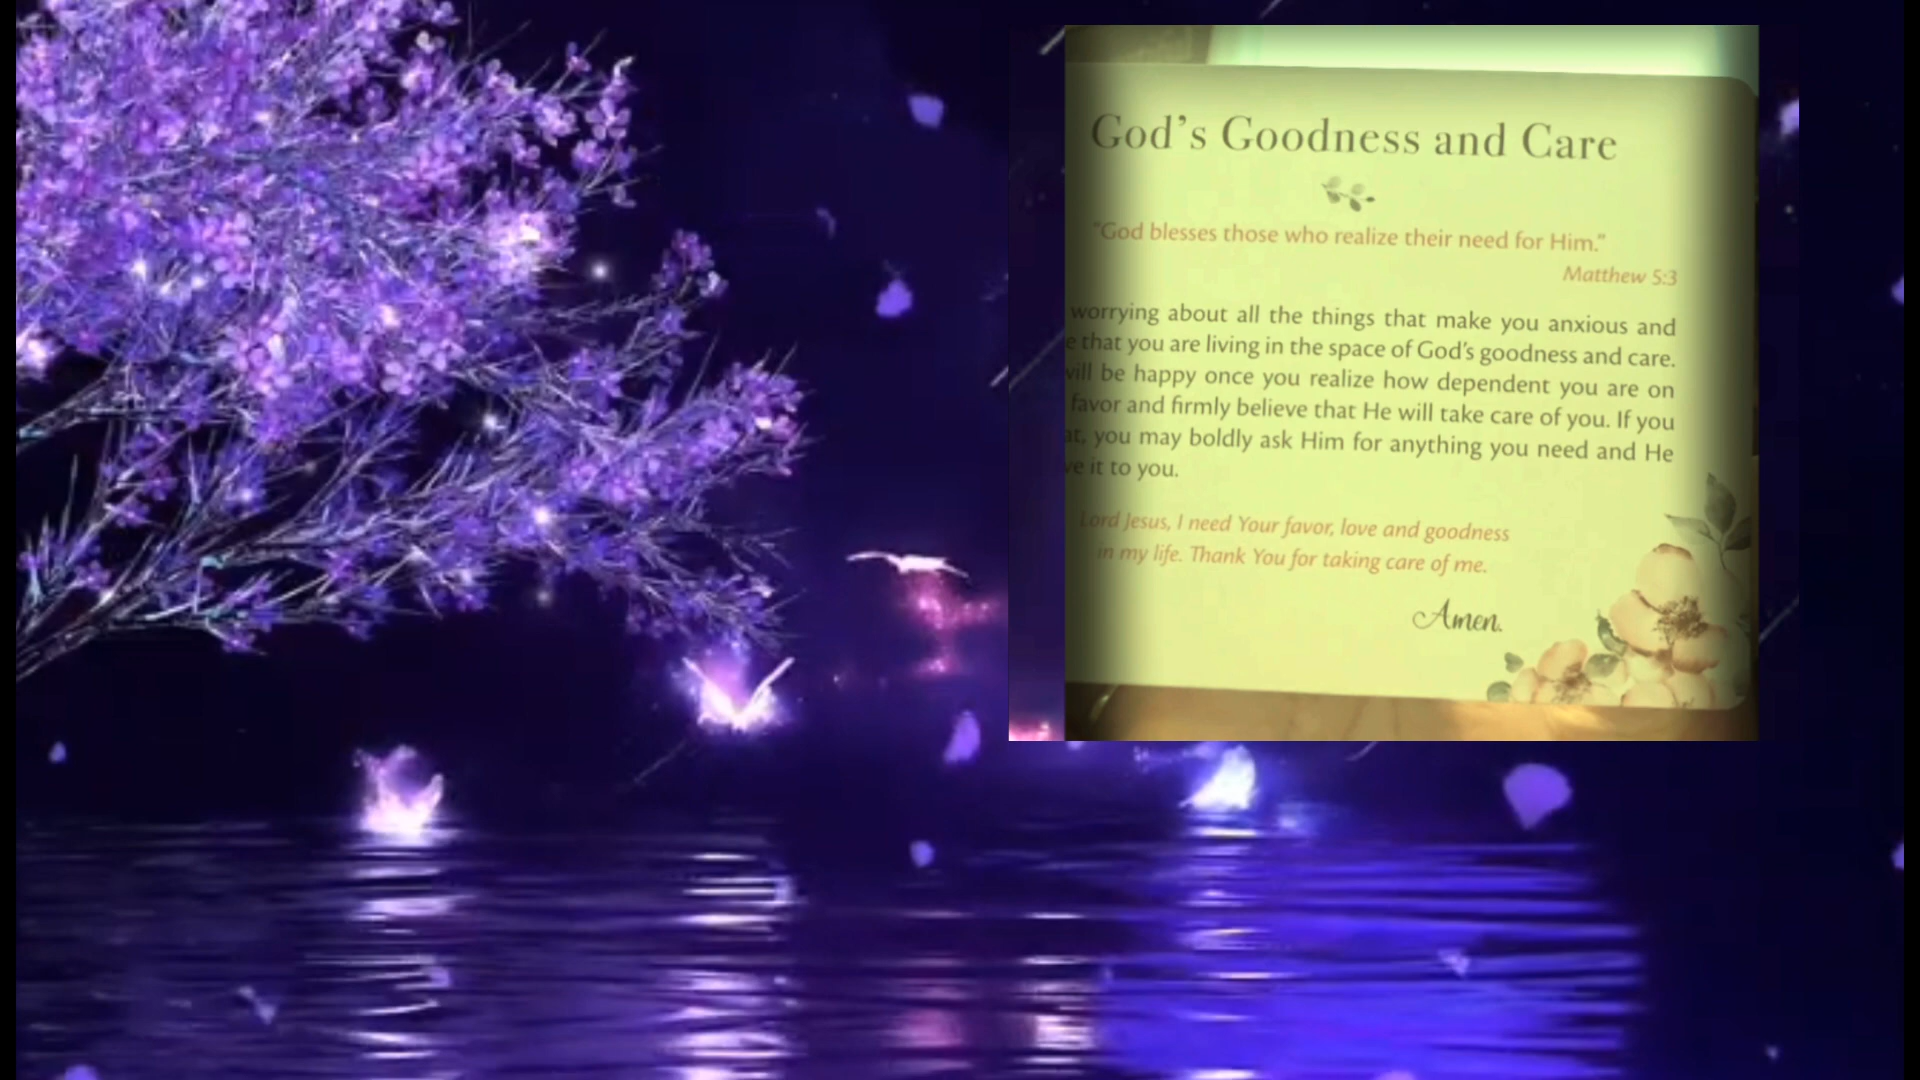 God's Goodness and Care
"God blesses those who realize their need for Him."
Matthew 5:3
worrying about all the things that make you anxious and
that you are living in the space of God's goodness and care.
be happy once you realize how dependent you are on
favor and firmly believe that He will take care of you. If you
you may boldly ask Him for anything you need and He
it to you.
Lord Jesus, I need Your favor, love and goodness
in my life. Thank You for taking care of me.
Amen.